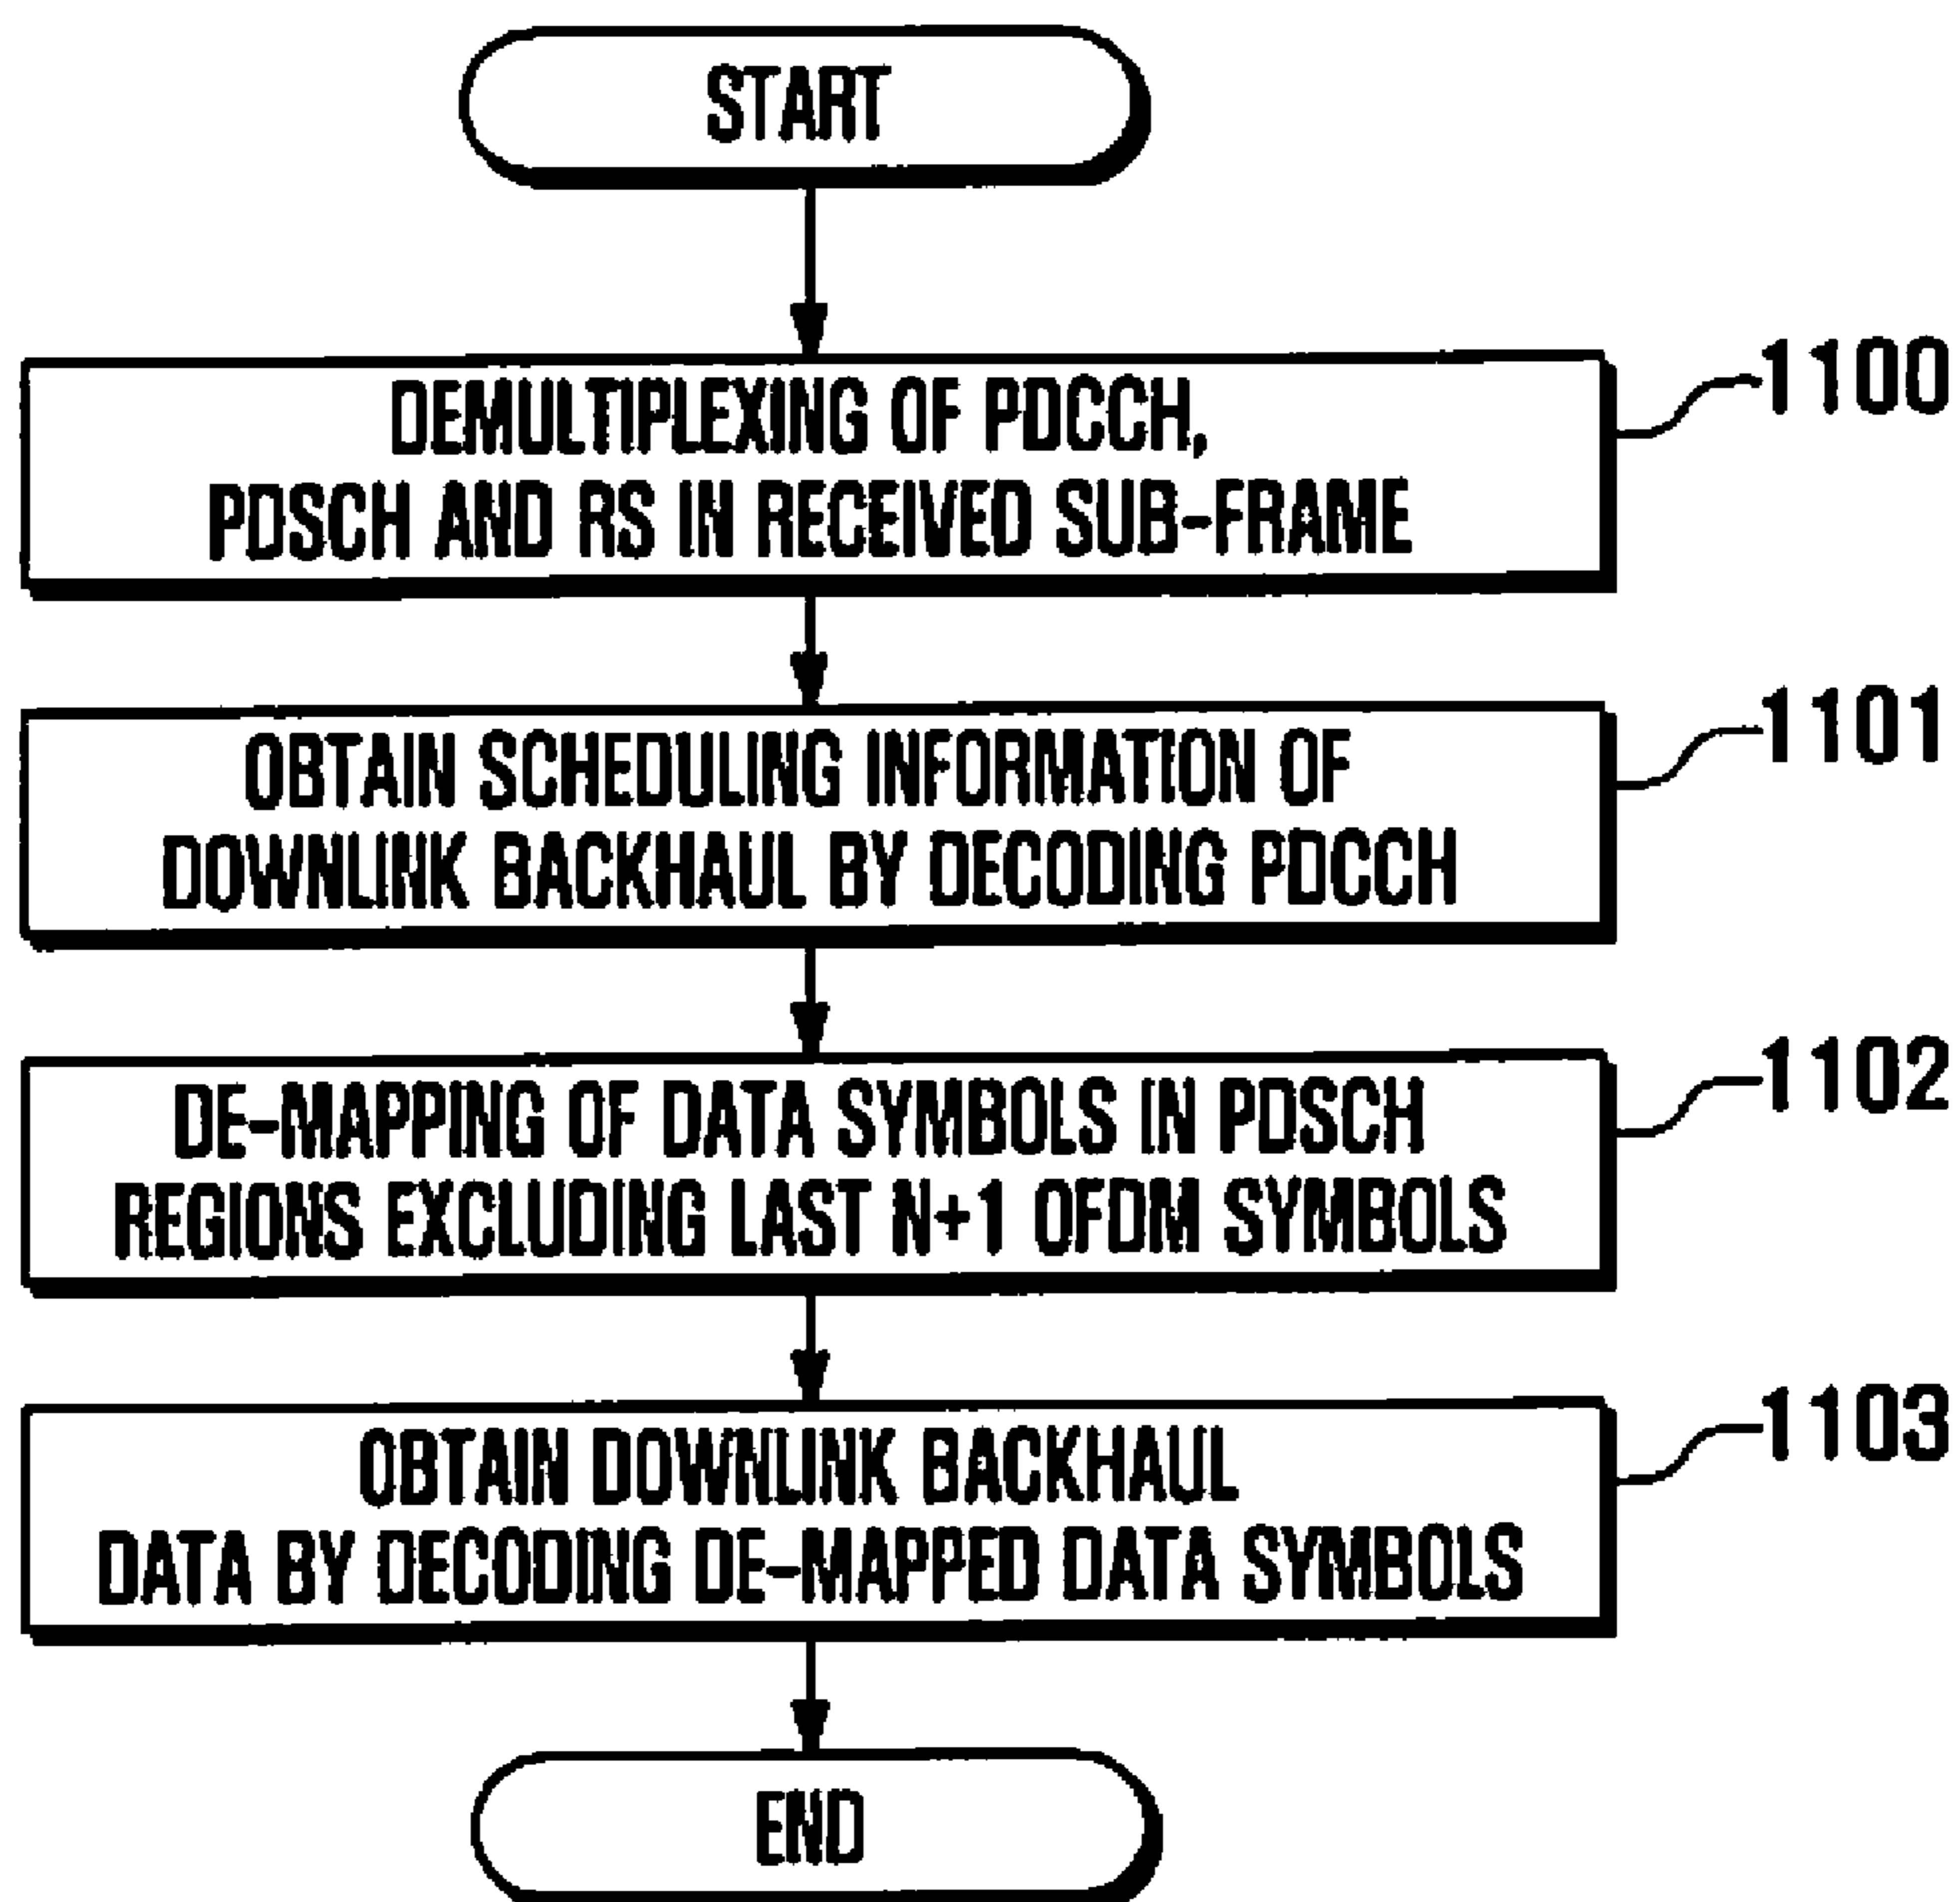 START
DEMULTIPLEXING OF PDCCH,
PDSCH AND RS IN RECEIVED SUB-FRAME
1100
OBTAIN SCHEDULING INFORMATION OF
DOWNLINK BACKHAUL BY DECODING PDCCH
1101
DE-MAPPING OF DATA SYMBOLS IN PDSCH
REGIONS EXCLUDING LAST N+1 OFDM SYMBOLS
1102
OBTAIN DOWNLINK BACKHAUL
DATA BY DECODING DE-MAPPED DATA SYMBOLS
1103
END